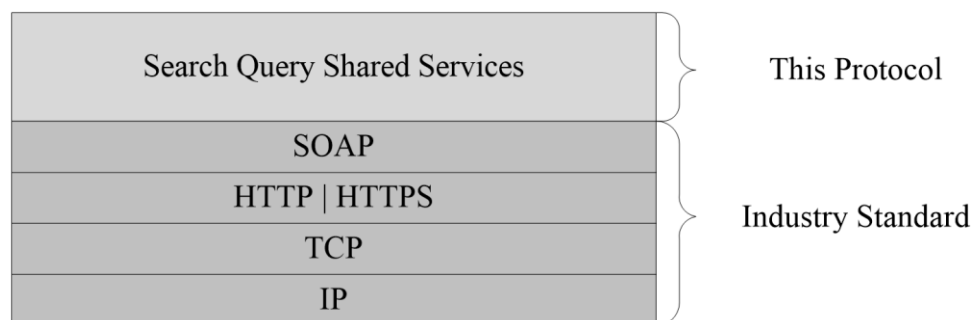 Search Query Shared Services
This Protocol
SOAP
HTTP | HTTPS
TCP
IP
Industry Standard